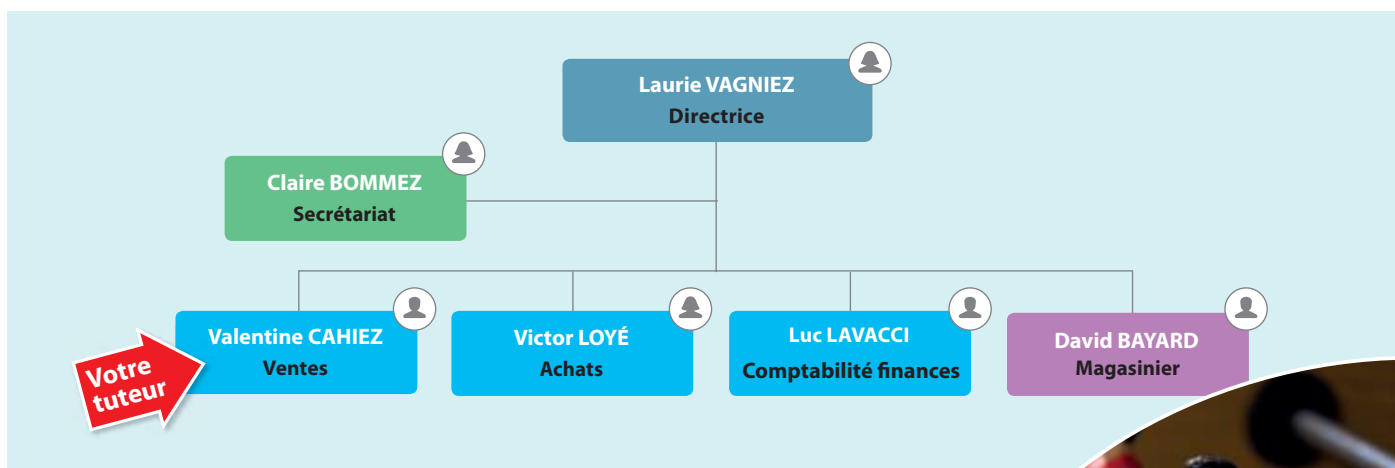 Laurie VAGNIEZ
Directrice
Claire BOMMEZ
Secrétariat
Valentine CAHIEZ
Ventes
Victor LOYÉ
Achats
Luc LAVACCI
Comptabilité finances
David BAYARD
Magasinier
Votre
tuteur